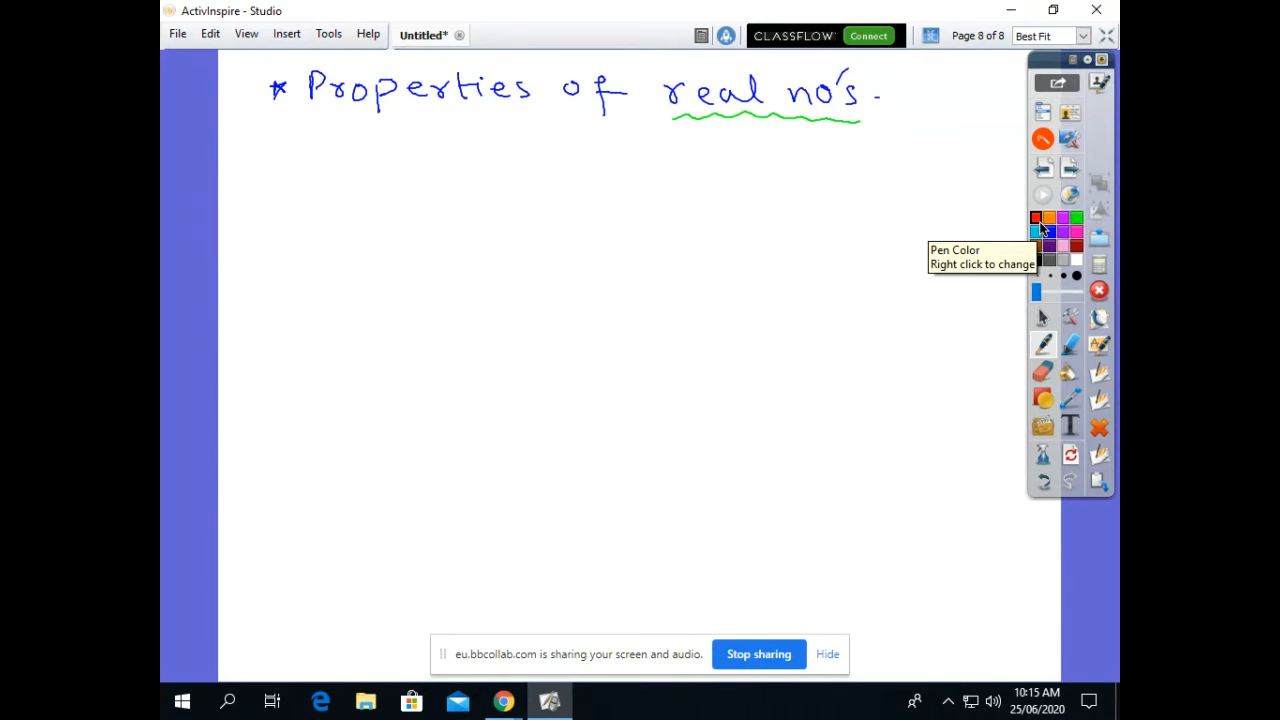 ActivInspire - Studio
File Edit View Insert Tools Help Untitled* CLASSFLOW Connect Page 8 of 8 Best Fit
* Properties of real no's.
Pen Color
Right click to change
T
eu.bbcollab.com is sharing your screen and audio. Stop sharing Hide
10:15 AM
25/06/2020